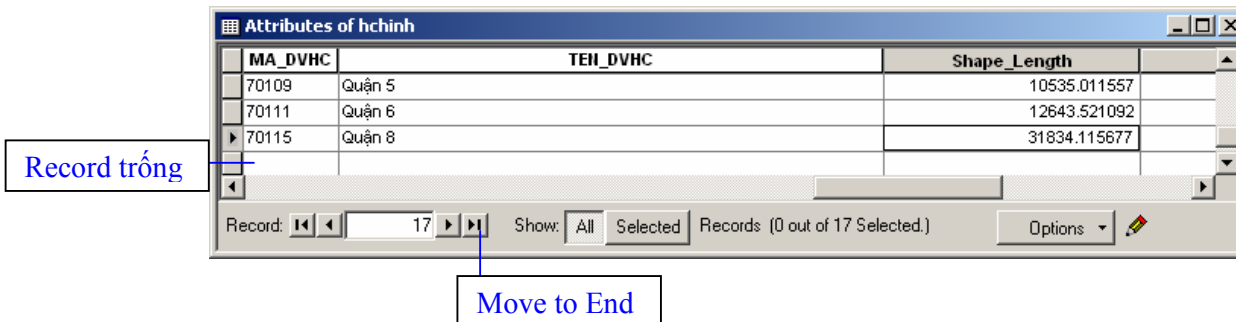 Attributes of hchinh
MA_DVHC TEN_DVHC Shape_Length
70109 Quận 5 10535.011557
70111 Quận 6 12643.521092
70115 Quận 8 31834.115677
Record trống
Record: 17 Show: All Selected Records (0 out of 17 Selected.) Options
Move to End